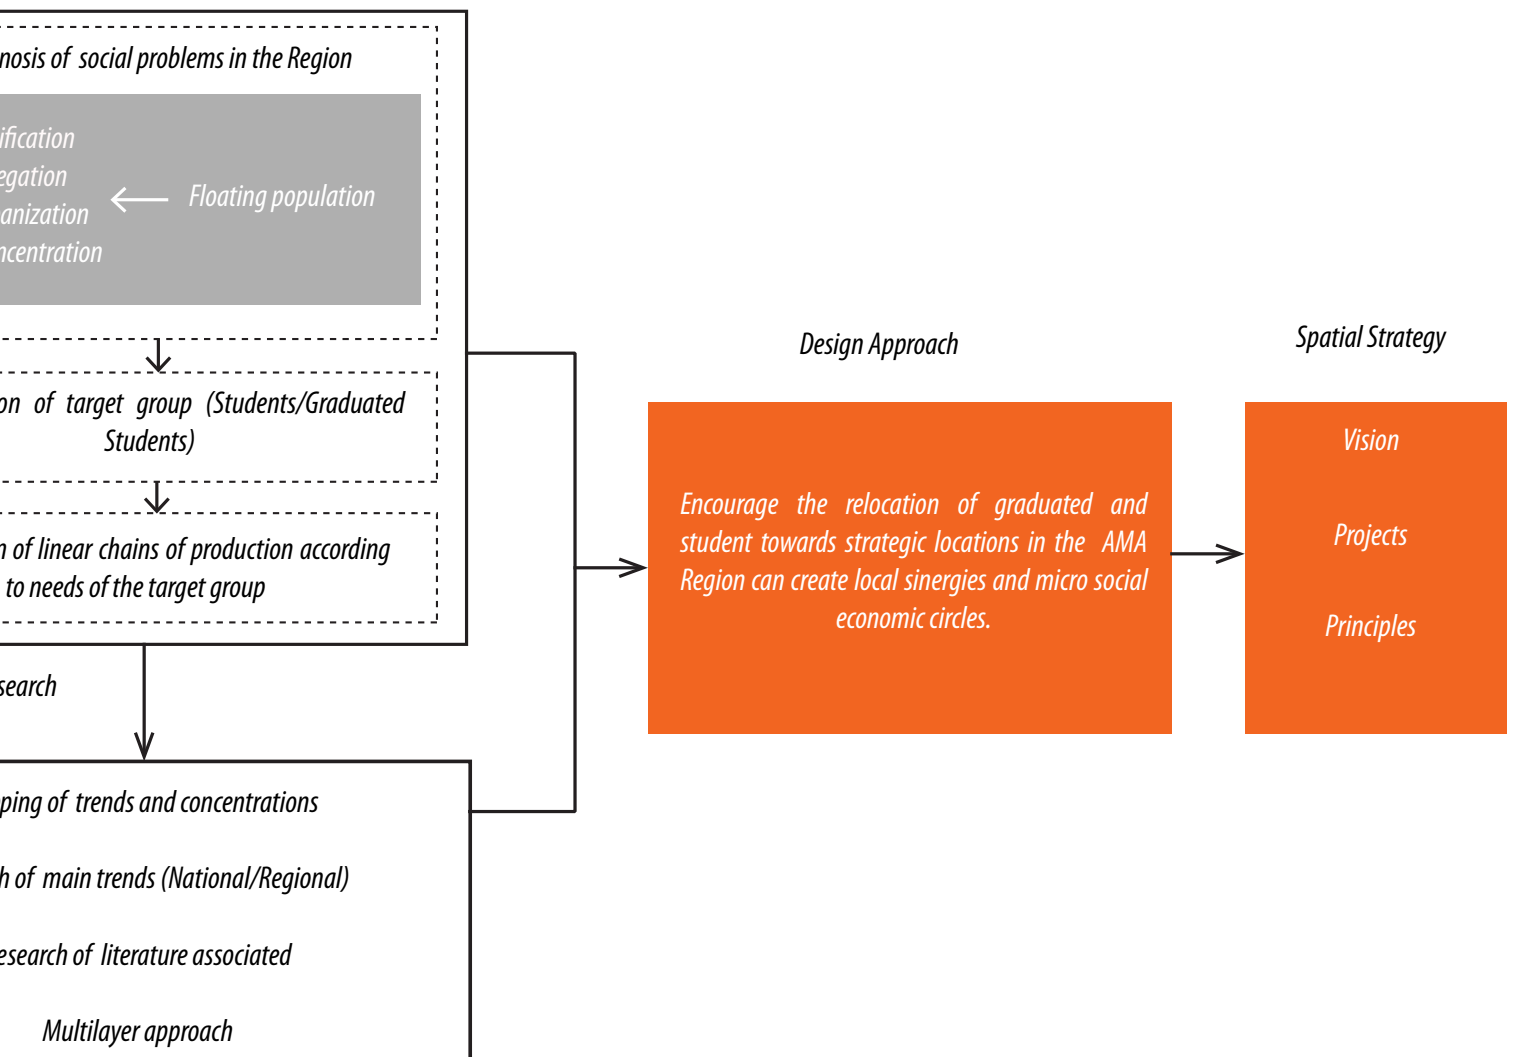 nosis of social problems in the Region
ification
egation
anization
ncentration
Floating population
on of target group (Students/Graduated
Students)
n of linear chains of production according
to needs of the target group
search
ping of trends and concentrations
h of main trends (National/Regional)
esearch of literature associated
Multilayer approach
Design Approach
Encourage the relocation of graduated and
student towards strategic locations in the AMA
Region can create local sinergies and micro social
economic circles.
Spatial Strategy
Vision
Projects
Principles